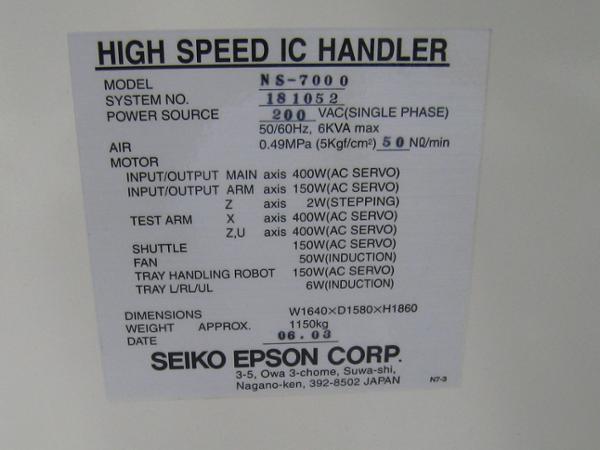 HIGH SPEED IC HANDLER
MODEL NS-7000
SYSTEM NO. 181052
POWER SOURCE 200 VAC(SINGLE PHASE)
50/60Hz, 6KVA max
AIR 0.49MPa (5Kgf/cm²) 50 Nℓ/min
MOTOR
INPUT/OUTPUT MAIN axis 400W(AC SERVO)
INPUT/OUTPUT ARM axis 150W(AC SERVO)
Z axis 2W(STEPPING)
TEST ARM X axis 400W(AC SERVO)
Z,U axis 400W(AC SERVO)
SHUTTLE 150W(AC SERVO)
FAN 50W(INDUCTION)
TRAY HANDLING ROBOT 150W(AC SERVO)
TRAY L/RL/UL 6W(INDUCTION)
DIMENSIONS W1640×D1580×H1860
WEIGHT APPROX. 1150kg
DATE 06.03
SEIKO EPSON CORP.
3-5, Owa 3-chome, Suwa-shi,
Nagano-ken, 392-8502 JAPAN
N7-3